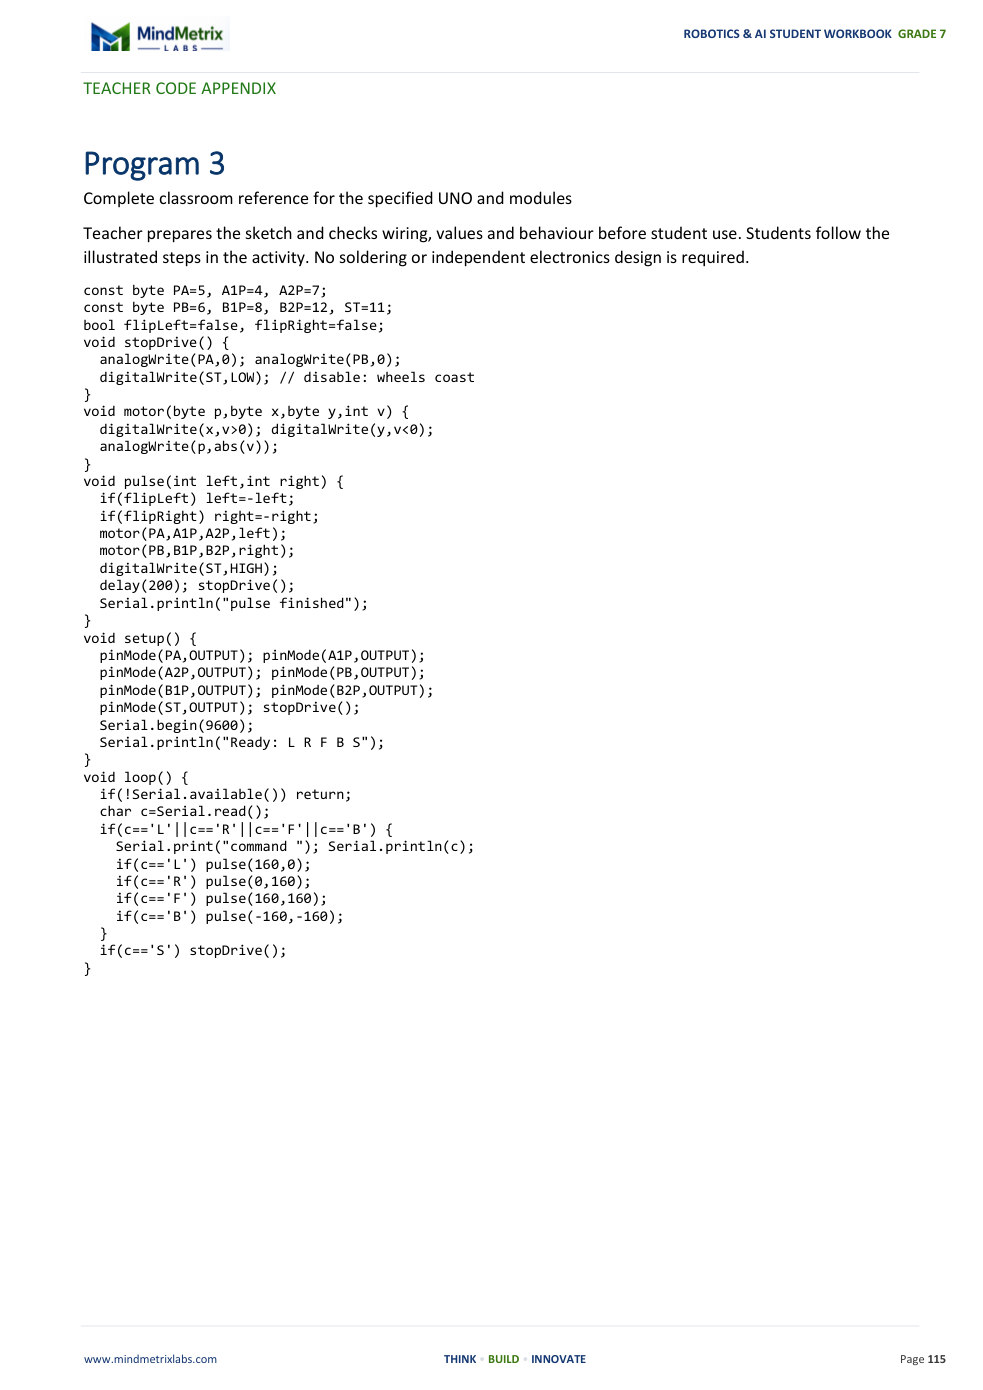 MindMetrix
LABS
ROBOTICS & AI STUDENT WORKBOOK GRADE 7
TEACHER CODE APPENDIX
Program 3
Complete classroom reference for the specified UNO and modules
Teacher prepares the sketch and checks wiring, values and behaviour before student use. Students follow the
illustrated steps in the activity. No soldering or independent electronics design is required.
const byte PA=5, A1P=4, A2P=7;
const byte PB=6, B1P=8, B2P=12, ST=11;
bool flipLeft=false, flipRight=false;
void stopDrive() {
  analogWrite(PA,0); analogWrite(PB,0);
  digitalWrite(ST,LOW); // disable: wheels coast
}
void motor(byte p,byte x,byte y,int v) {
  digitalWrite(x,v>0); digitalWrite(y,v<0);
  analogWrite(p,abs(v));
}
void pulse(int left,int right) {
  if(flipLeft) left=-left;
  if(flipRight) right=-right;
  motor(PA,A1P,A2P,left);
  motor(PB,B1P,B2P,right);
  digitalWrite(ST,HIGH);
  delay(200); stopDrive();
  Serial.println("pulse finished");
}
void setup() {
  pinMode(PA,OUTPUT); pinMode(A1P,OUTPUT);
  pinMode(A2P,OUTPUT); pinMode(PB,OUTPUT);
  pinMode(B1P,OUTPUT); pinMode(B2P,OUTPUT);
  pinMode(ST,OUTPUT); stopDrive();
  Serial.begin(9600);
  Serial.println("Ready: L R F B S");
}
void loop() {
  if(!Serial.available()) return;
  char c=Serial.read();
  if(c=='L'||c=='R'||c=='F'||c=='B') {
    Serial.print("command "); Serial.println(c);
    if(c=='L') pulse(160,0);
    if(c=='R') pulse(0,160);
    if(c=='F') pulse(160,160);
    if(c=='B') pulse(-160,-160);
  }
  if(c=='S') stopDrive();
}
www.mindmetrixlabs.com
THINK • BUILD • INNOVATE
Page 115